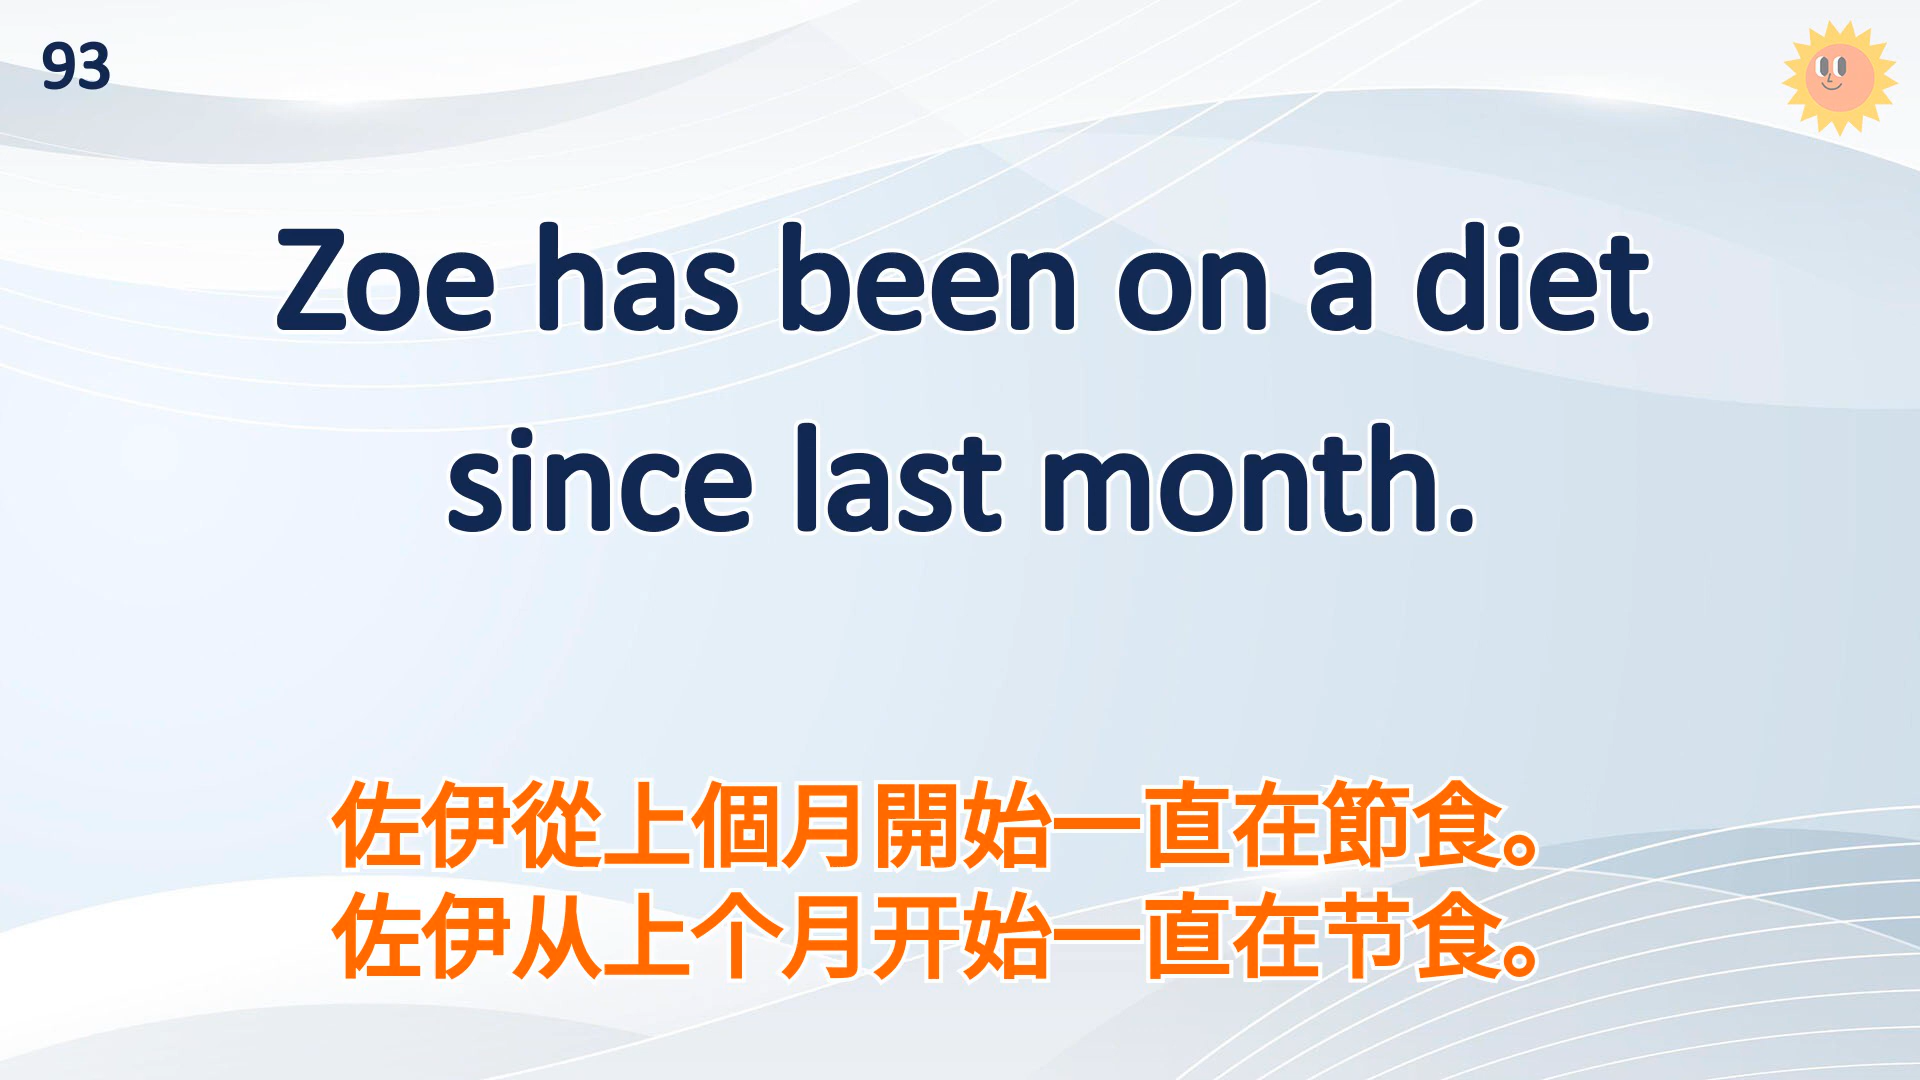 93
Zoe has been on a diet
since last month.
佐伊從上個月開始一直在節食。
佐伊从上个月开始一直在节食。